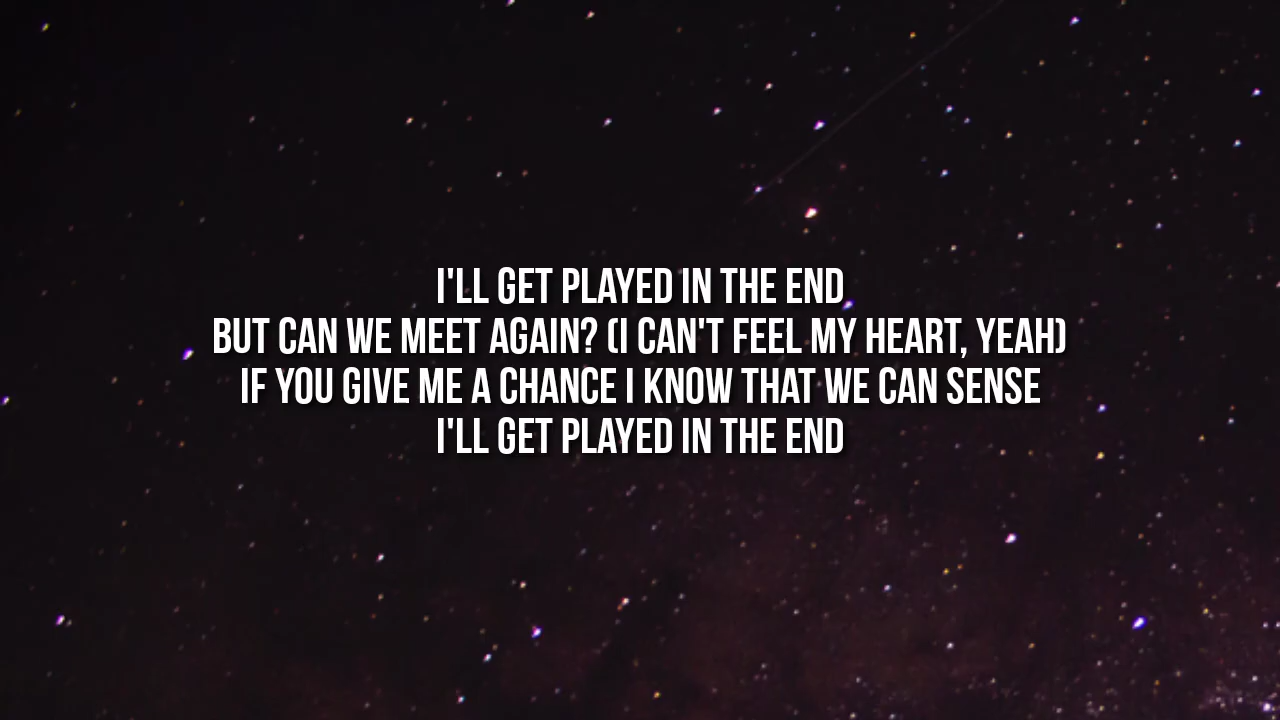 I'LL GET PLAYED IN THE END
BUT CAN WE MEET AGAIN? (I CAN'T FEEL MY HEART, YEAH)
IF YOU GIVE ME A CHANCE I KNOW THAT WE CAN SENSE
I'LL GET PLAYED IN THE END